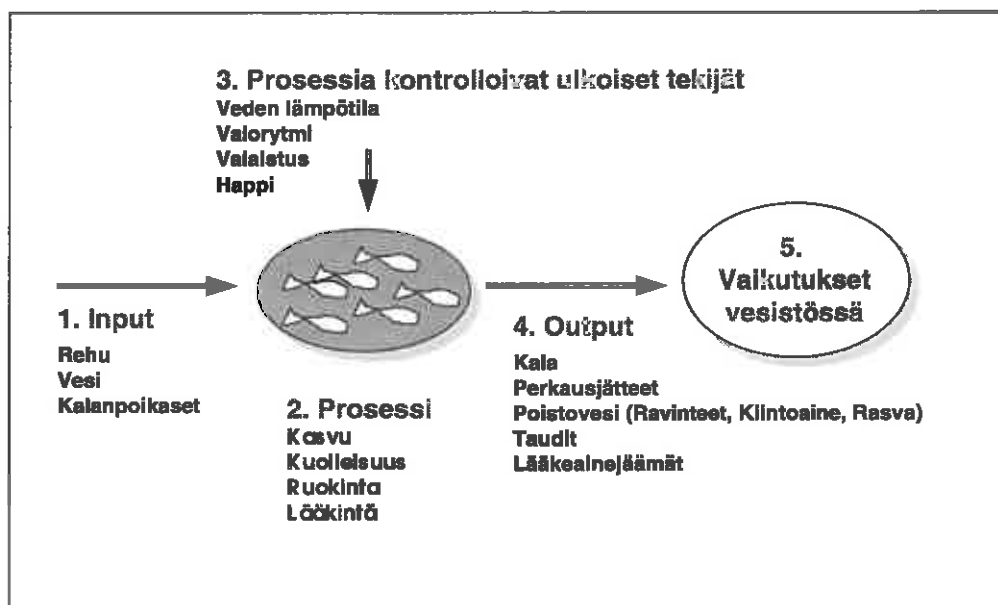 3. Prosessia kontrolloivat ulkoiset tekijät
Veden lämpötila
Valorytmi
Valaistus
Happi
1. Input
Rehu
Vesi
Kalanpoikaset
2. Prosessi
Kasvu
Kuolleisuus
Ruokinta
Lääkintä
4. Output
Kala
Perkausjätteet
Poistovesi (Ravinteet, Kiintoaine, Rasva)
Taudit
Lääkeainejäämät
5.
Vaikutukset
vesistössä